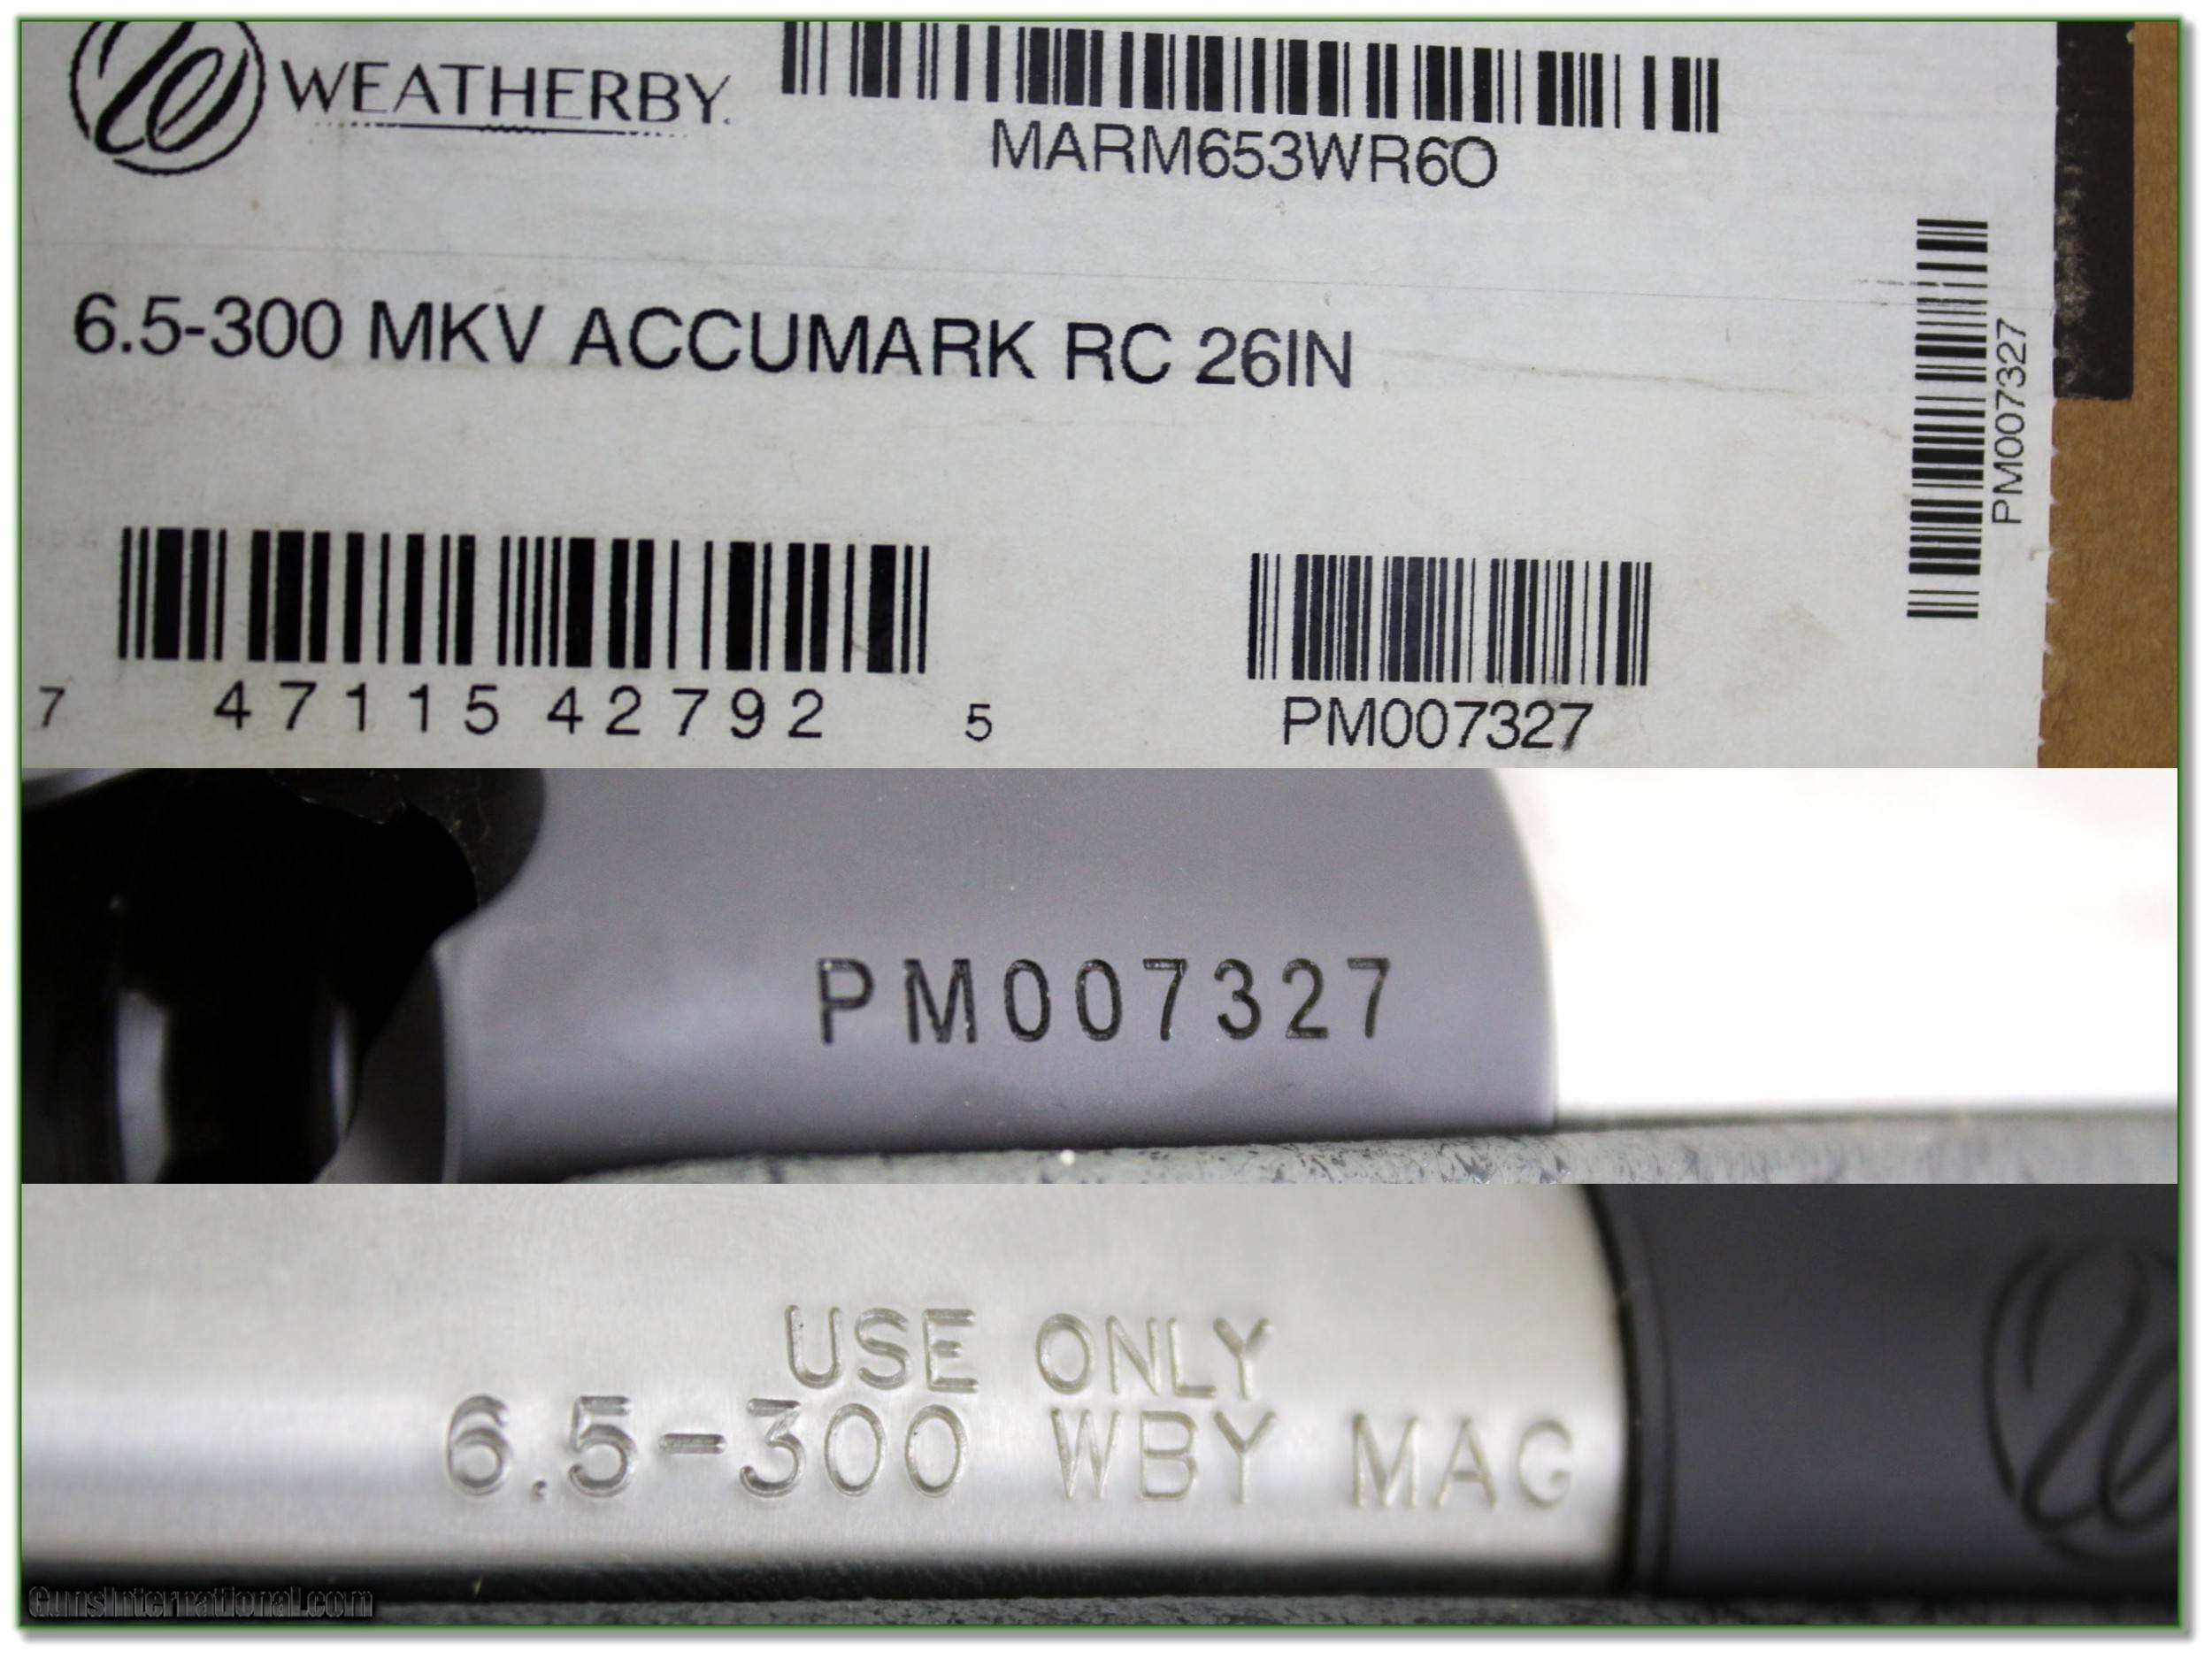 WEATHERBY.
MARM653WR6O
6.5-300 MKV ACCUMARK RC 26IN
PM007327
7 47115 42792 5
PM007327
PM007327
USE ONLY
6.5-300 WBY MAG
GunsInternational.com